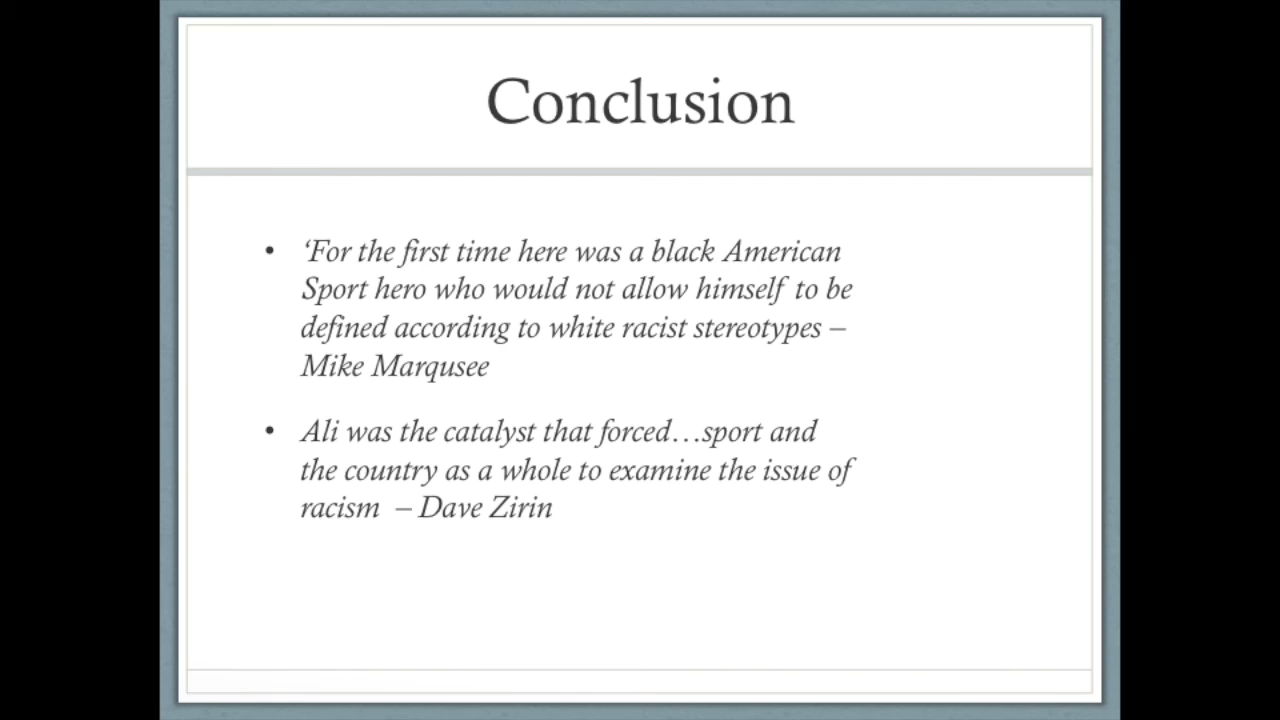 Conclusion
• ‘For the first time here was a black American
Sport hero who would not allow himself to be
defined according to white racist stereotypes –
Mike Marqusee
• Ali was the catalyst that forced…sport and
the country as a whole to examine the issue of
racism – Dave Zirin